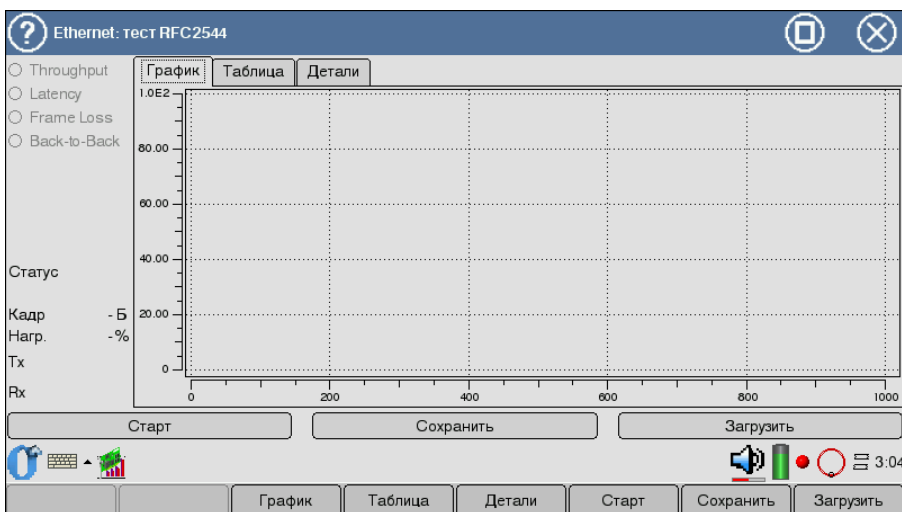 Ethernet: тест RFC2544
Throughput
Latency
Frame Loss
Back-to-Back
График Таблица Детали
1.0E2
80.00
60.00
40.00
20.00
0
0 200 400 600 800 1000
Статус
Кадр - Б
Нагр. -%
Tx
Rx
Старт Сохранить Загрузить
3:04
График Таблица Детали Старт Сохранить Загрузить